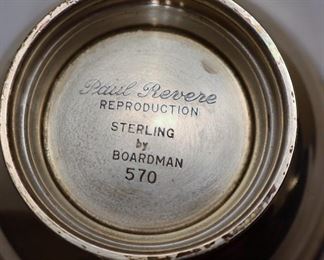 Paul Revere
REPRODUCTION
STERLING
by
BOARDMAN
570